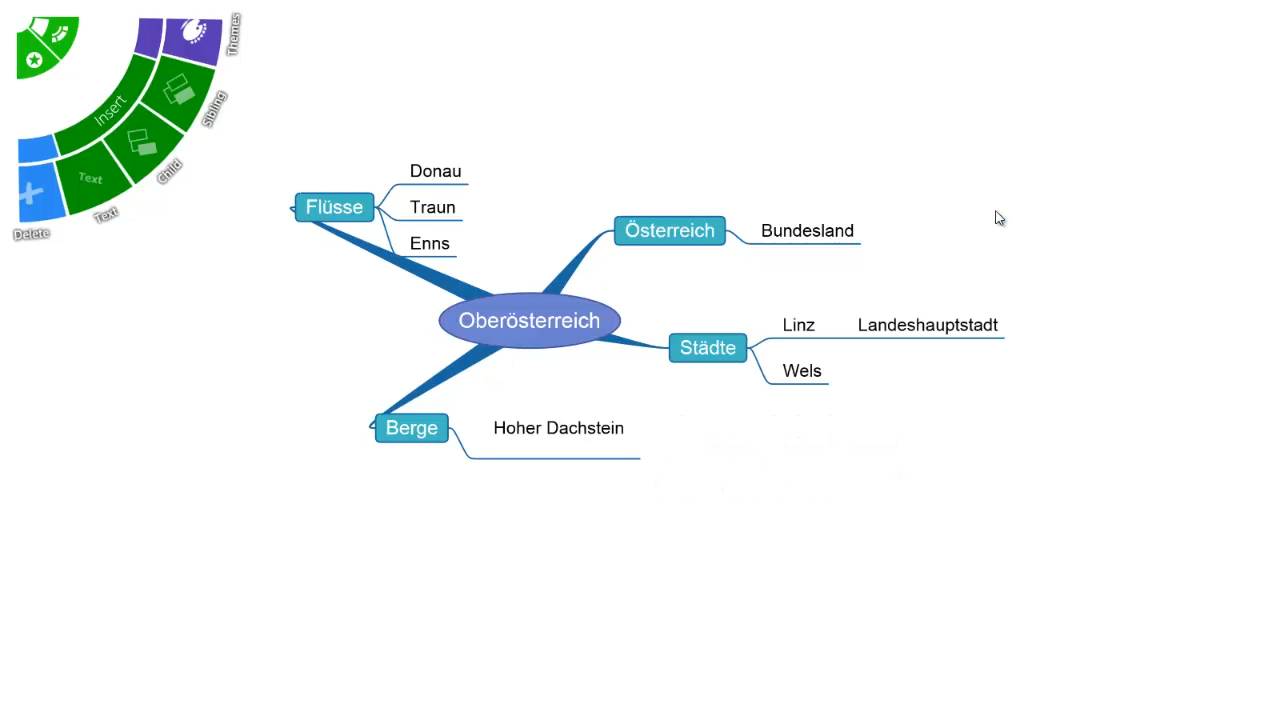 Themes
Insert
Sibling
Child
Text
Text
Delete
Flüsse
Donau
Traun
Enns
Österreich
Bundesland
Oberösterreich
Städte
Linz
Landeshauptstadt
Wels
Berge
Hoher Dachstein